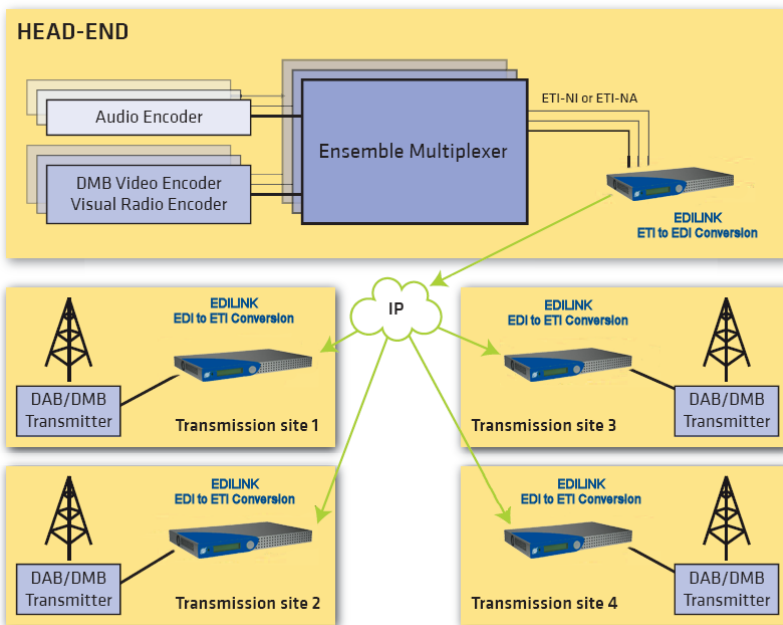 HEAD-END
Audio Encoder
DMB Video Encoder
Visual Radio Encoder
Ensemble Multiplexer
ETI-NI or ETI-NA
EDILINK
ETI to EDI Conversion
IP
EDILINK
EDI to ETI Conversion
DAB/DMB
Transmitter
Transmission site 1
EDILINK
EDI to ETI Conversion
DAB/DMB
Transmitter
Transmission site 3
EDILINK
EDI to ETI Conversion
DAB/DMB
Transmitter
Transmission site 2
EDILINK
EDI to ETI Conversion
DAB/DMB
Transmitter
Transmission site 4